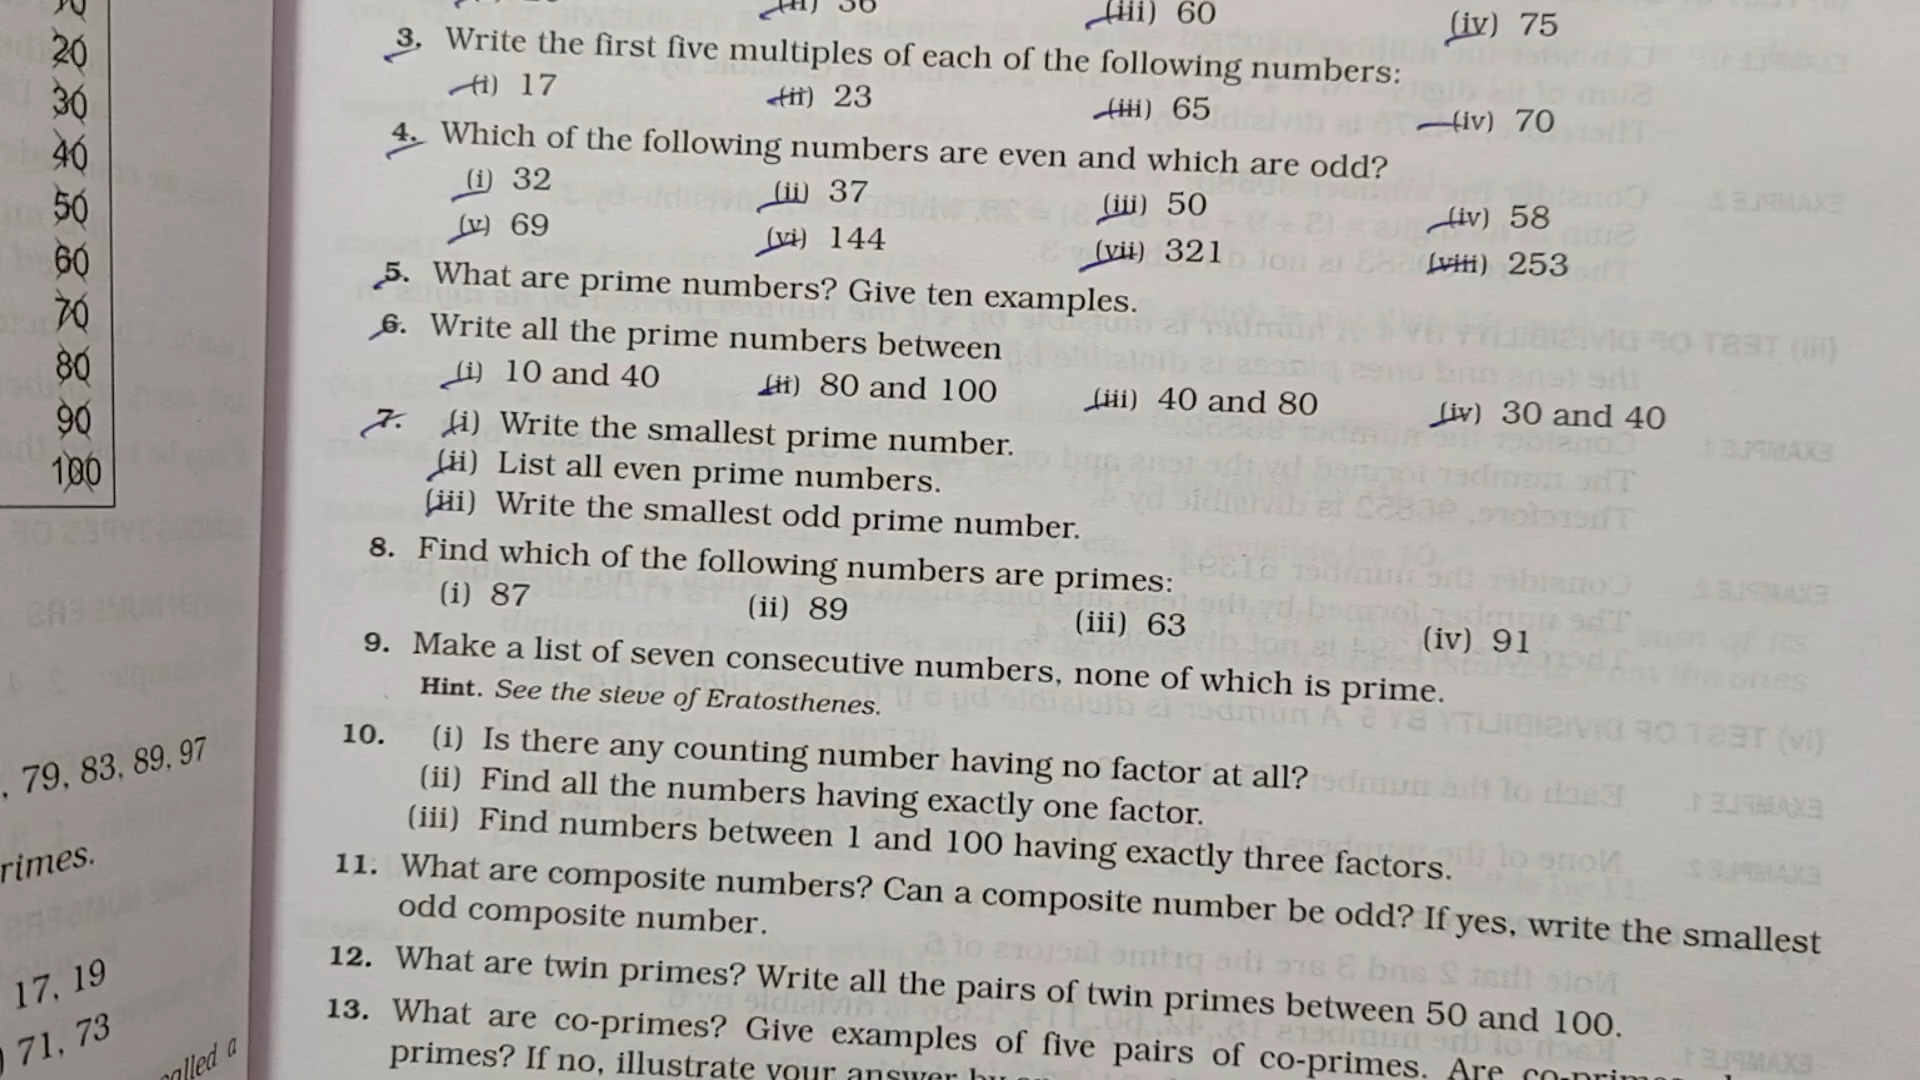 20
30
40
50
60
70
80
90
100
, 79, 83, 89, 97
rimes.
17, 19
71, 73
alled a
(iii) 60
(iv) 75
3. Write the first five multiples of each of the following numbers:
(i) 17 (ii) 23 (iii) 65 (iv) 70
4. Which of the following numbers are even and which are odd?
(i) 32 (ii) 37 (iii) 50 (iv) 58
(v) 69 (vi) 144 (vii) 321 (viii) 253
5. What are prime numbers? Give ten examples.
6. Write all the prime numbers between
(i) 10 and 40 (ii) 80 and 100 (iii) 40 and 80 (iv) 30 and 40
7. (i) Write the smallest prime number.
(ii) List all even prime numbers.
(iii) Write the smallest odd prime number.
8. Find which of the following numbers are primes:
(i) 87 (ii) 89 (iii) 63 (iv) 91
9. Make a list of seven consecutive numbers, none of which is prime.
Hint. See the sieve of Eratosthenes.
10. (i) Is there any counting number having no factor at all?
(ii) Find all the numbers having exactly one factor.
(iii) Find numbers between 1 and 100 having exactly three factors.
11. What are composite numbers? Can a composite number be odd? If yes, write the smallest
odd composite number.
12. What are twin primes? Write all the pairs of twin primes between 50 and 100.
13. What are co-primes? Give examples of five pairs of co-primes. Are
primes? If no, illustrate your answer